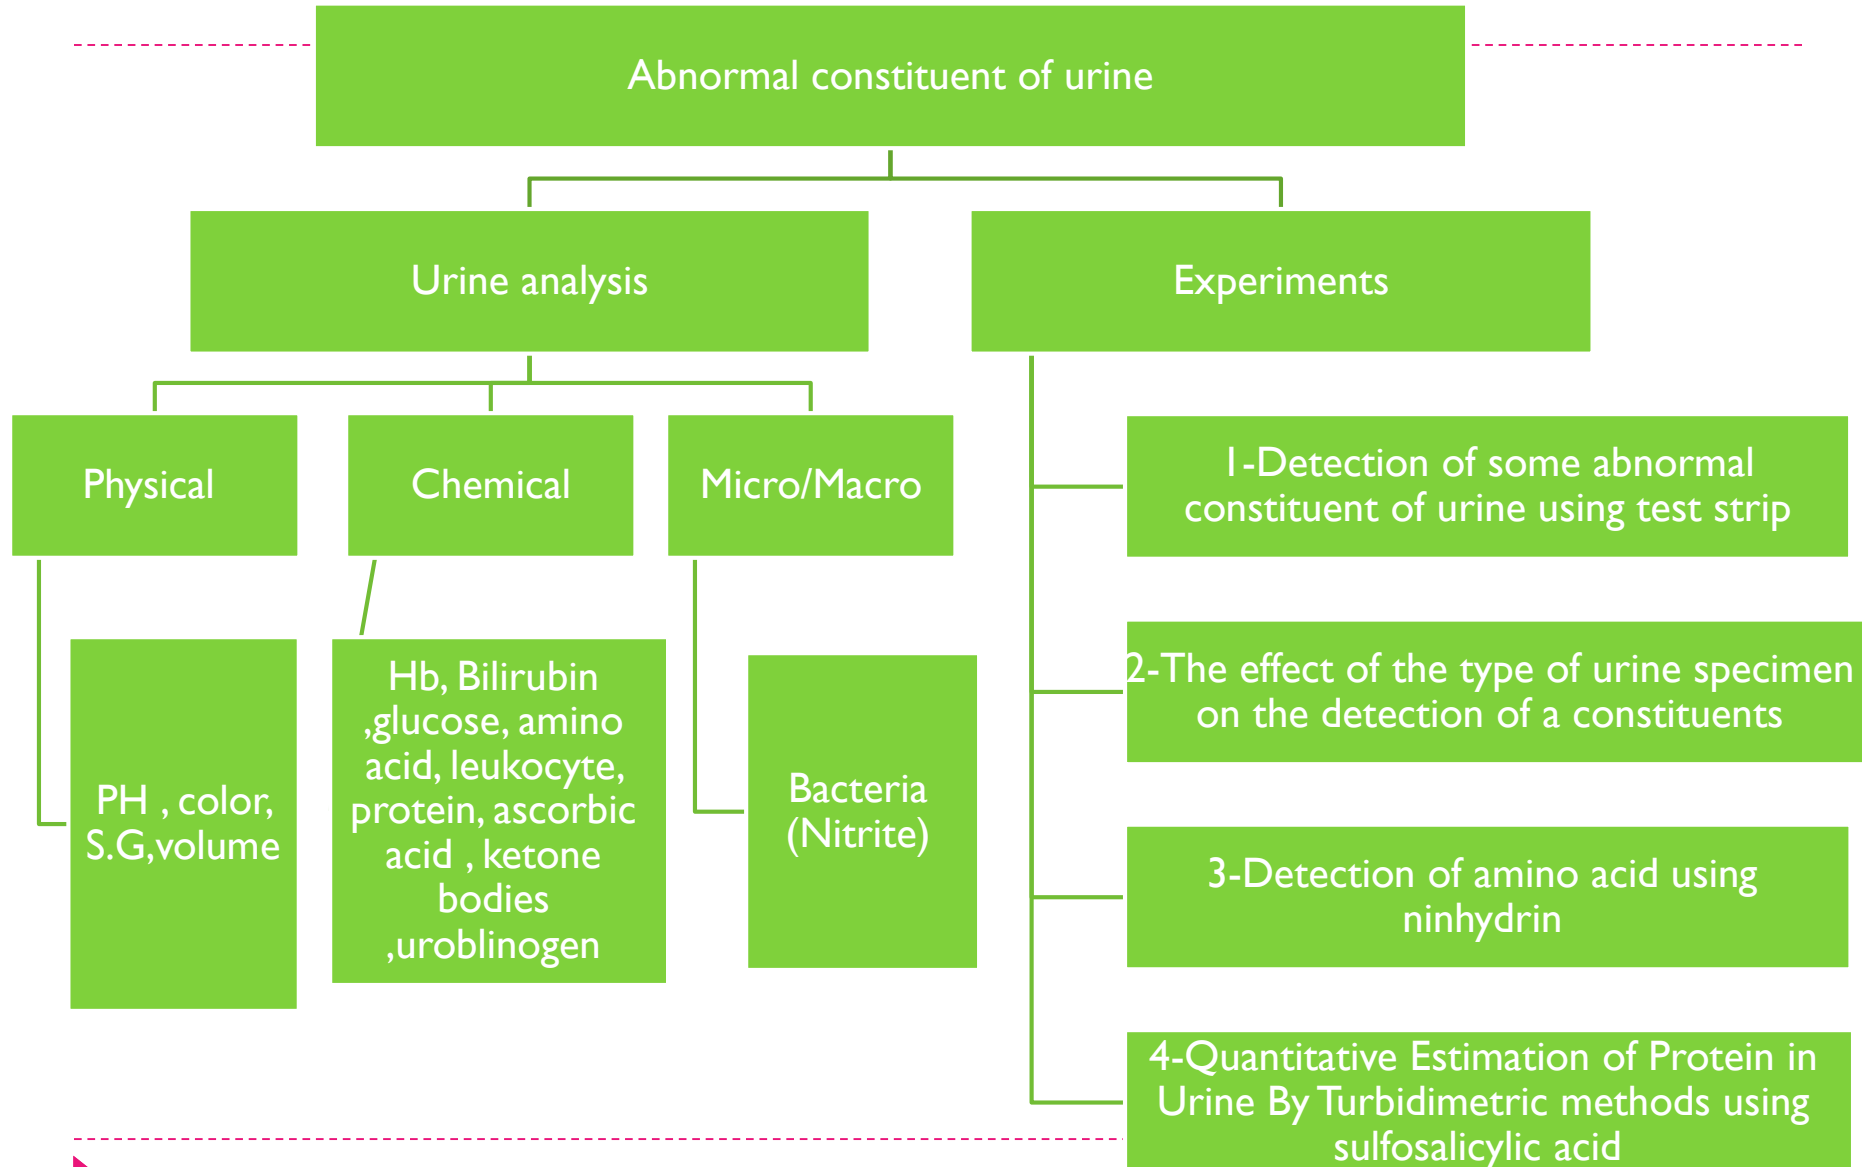 Abnormal constituent of urine
Urine analysis
Experiments
Physical
Chemical
Micro/Macro
PH , color,
S.G,volume
Hb, Bilirubin
,glucose, amino
acid, leukocyte,
protein, ascorbic
acid , ketone
bodies
,uroblinogen
Bacteria
(Nitrite)
1-Detection of some abnormal
constituent of urine using test strip
2-The effect of the type of urine specimen
on the detection of a constituents
3-Detection of amino acid using
ninhydrin
4-Quantitative Estimation of Protein in
Urine By Turbidimetric methods using
sulfosalicylic acid